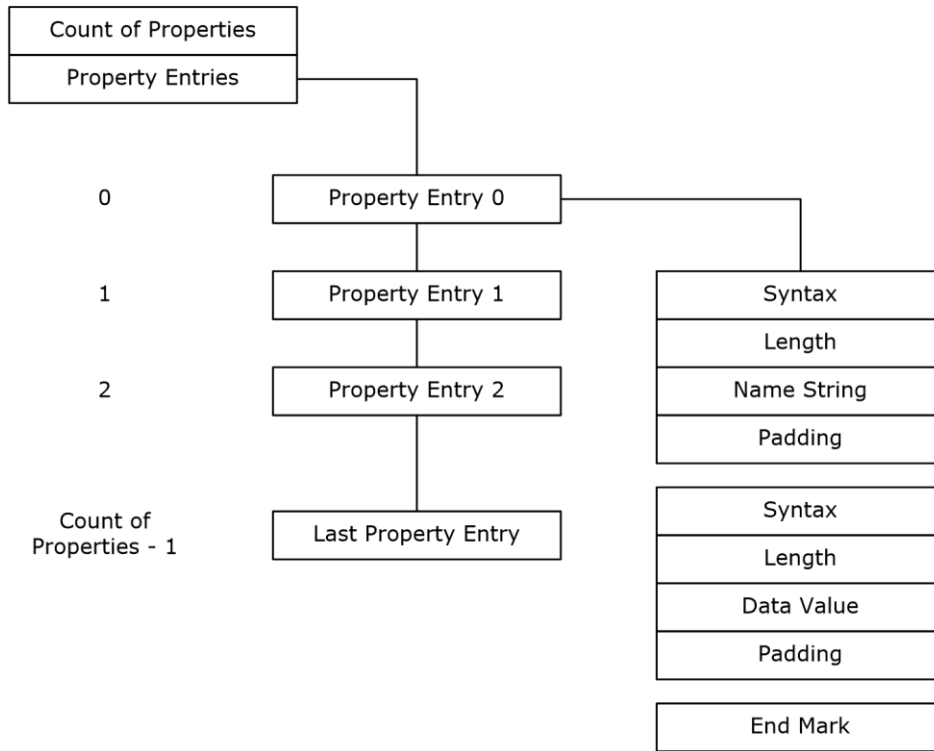 Count of Properties
Property Entries
0
Property Entry 0
1
Property Entry 1
2
Property Entry 2
Count of
Properties - 1
Last Property Entry
Syntax
Length
Name String
Padding
Syntax
Length
Data Value
Padding
End Mark